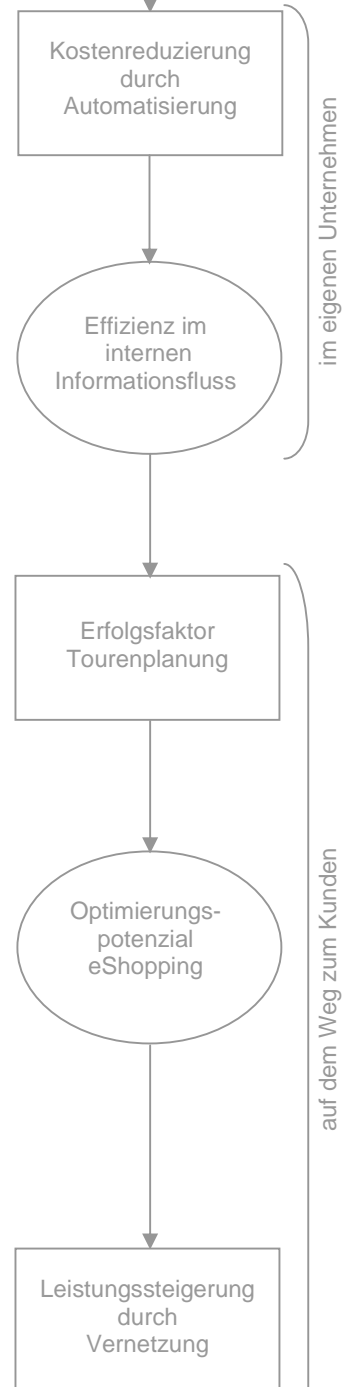 Kostenreduzierung
durch
Automatisierung
im eigenen Unternehmen
Effizienz im
internen
Informationsfluss
Erfolgsfaktor
Tourenplanung
Optimierungs-
potenzial
eShopping
auf dem Weg zum Kunden
Leistungssteigerung
durch
Vernetzung